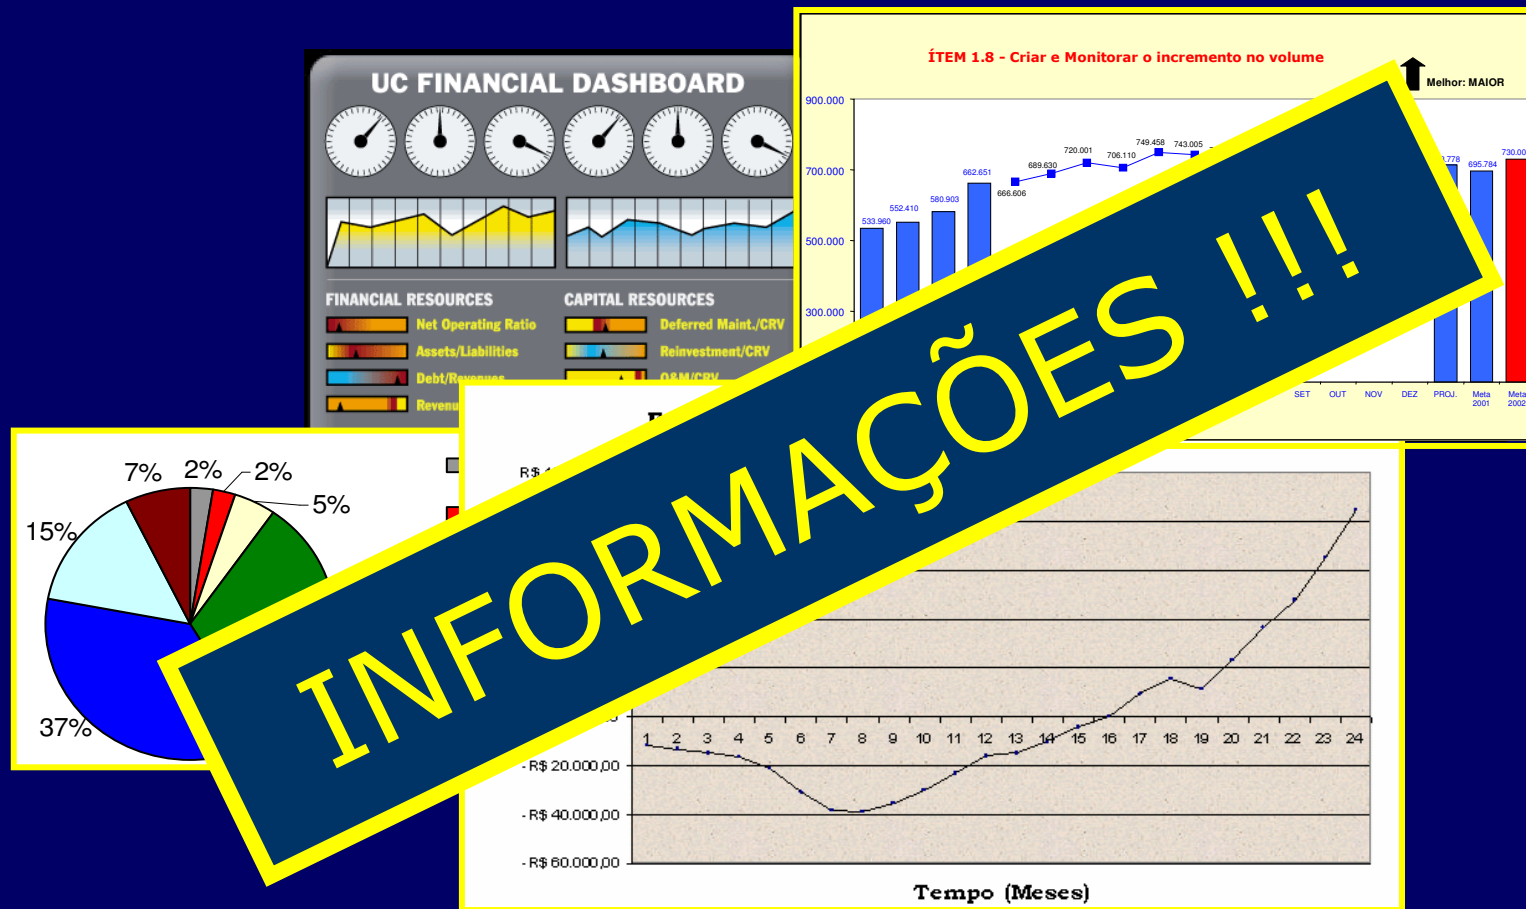 UC FINANCIAL DASHBOARD
FINANCIAL RESOURCES
Net Operating Ratio
Assets/Liabilities
Debt/Revenues
CAPITAL RESOURCES
Deferred Maint./CRV
Reinvestment/CRV
O&M/CRV
ÍTEM 1.8 - Criar e Monitorar o incremento no volume
Melhor: MAIOR
900.000
700.000
500.000
300.000
533.960
552.410
580.903
662.651
666.606
689.630
720.001
706.110
749.458
743.005
695.784
SET OUT NOV DEZ PROJ. Meta 2001 Meta 2002
INFORMAÇÕES !!!
7% 2% 2%
5%
15%
37%
1 2 3 4 5 6 7 8 9 10 11 12 13 14 15 16 17 18 19 20 21 22 23 24
- R$ 20.000,00
- R$ 40.000,00
- R$ 60.000,00
Tempo (Meses)